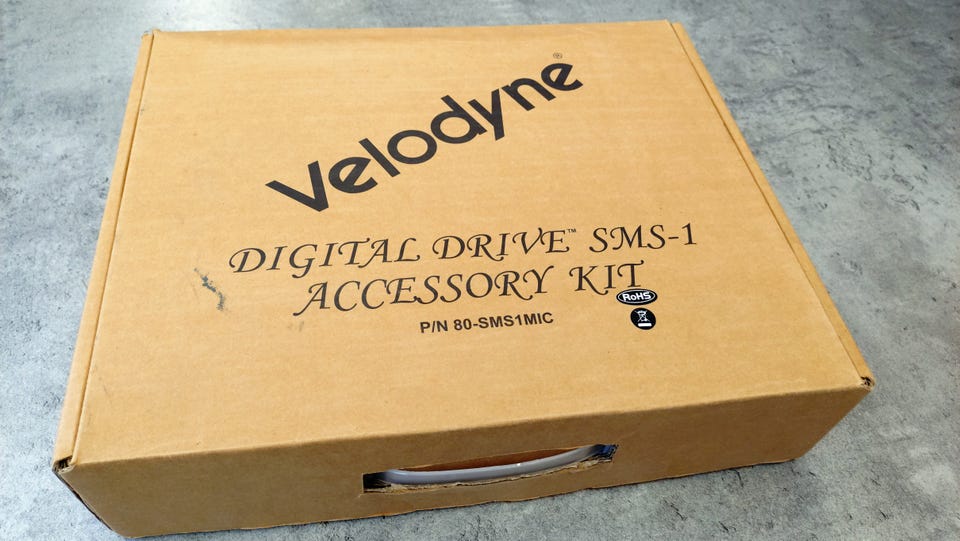 Velodyne®
DIGITAL DRIVE™ SMS-1
ACCESSORY KIT
RoHS
P/N 80-SMS1MIC